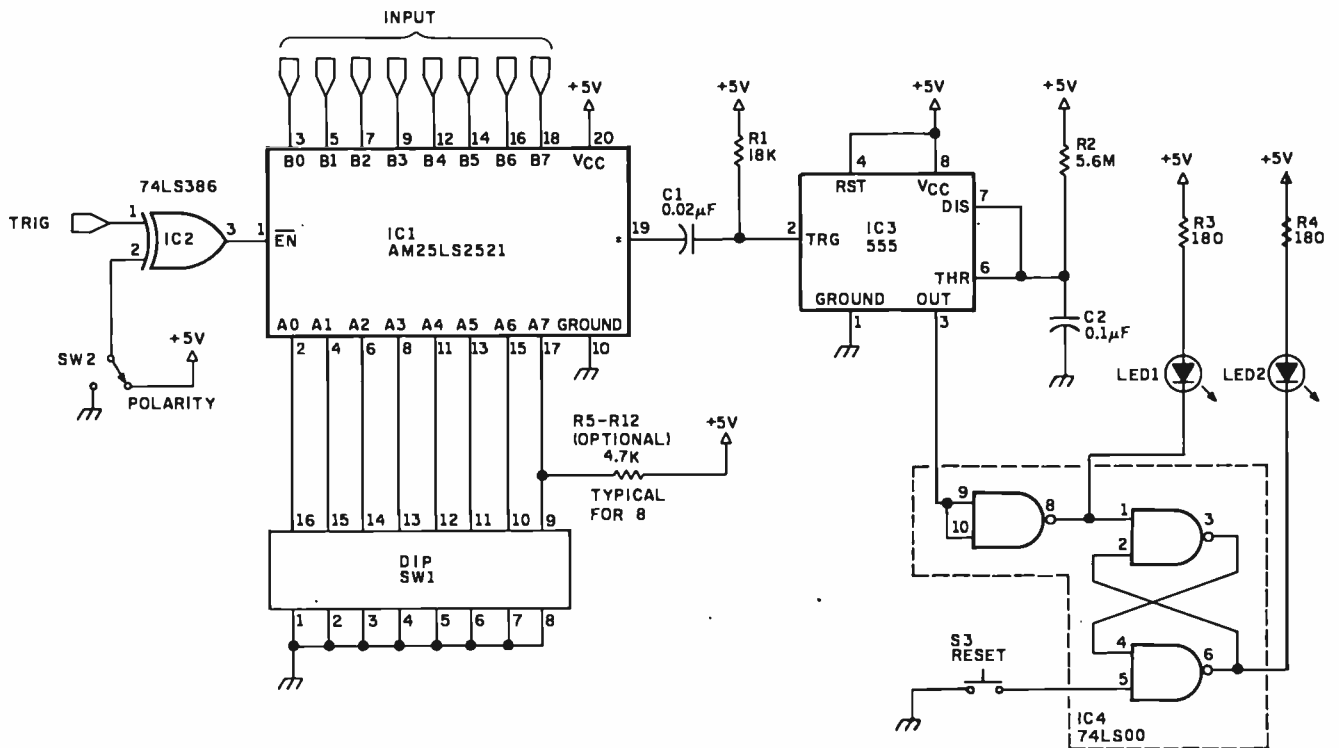 INPUT
+5V
3 5 7 9 12 14 16 18 20
B0 B1 B2 B3 B4 B5 B6 B7 VCC
74LS386
TRIG
1
2
IC2
3
1
EN
IC1
AM25LS2521
*
19
A0 A1 A2 A3 A4 A5 A6 A7 GROUND
2 4 6 8 11 13 15 17 10
SW2
+5V
POLARITY
C1
0.02µF
+5V
R1
18K
+5V
4 8
RST VCC
DIS
7
2
TRG
IC3
555
THR
6
GROUND OUT
1 3
+5V
R2
5.6M
C2
0.1µF
+5V
R3
180
+5V
R4
180
LED1
LED2
R5-R12
(OPTIONAL)
4.7K
+5V
TYPICAL
FOR 8
16 15 14 13 12 11 10 9
DIP
SW1
1 2 3 4 5 6 7 8
9
10
8
1
2
3
4
5
6
S3
RESET
IC4
74LS00